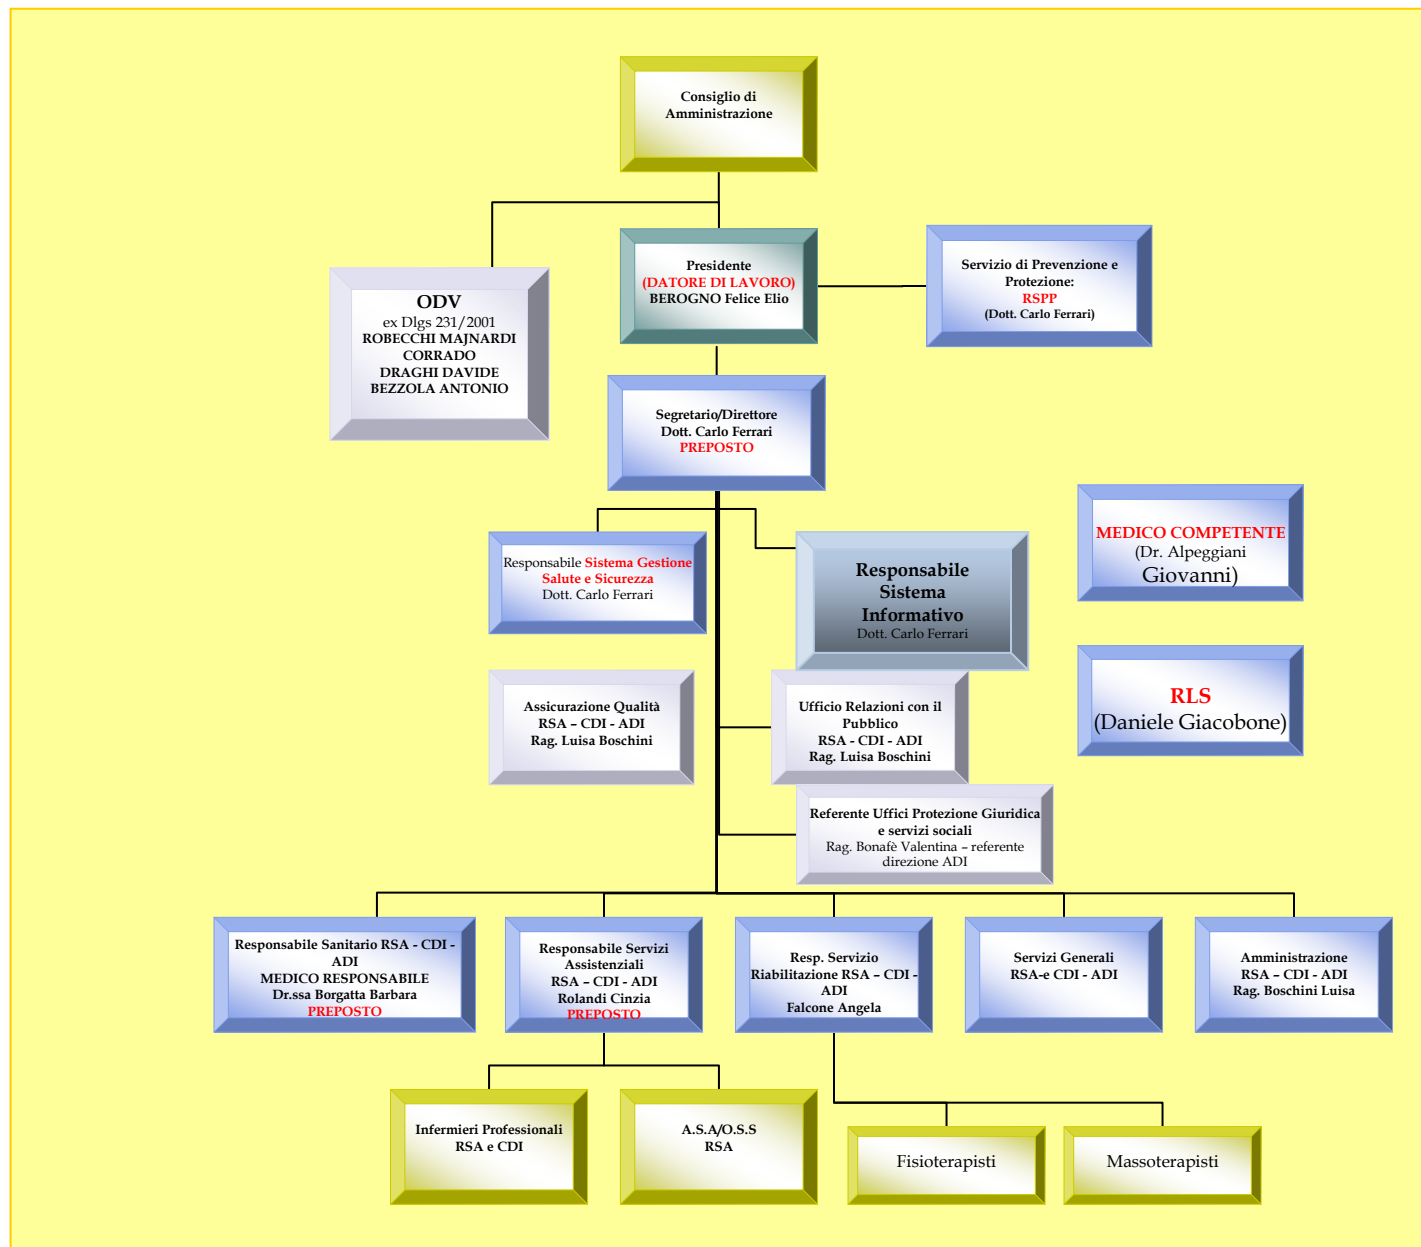 Consiglio di
Amministrazione
Presidente
(DATORE DI LAVORO)
BEROGNO Felice Elio
Servizio di Prevenzione e
Protezione:
RSPP
(Dott. Carlo Ferrari)
ODV
ex Dlgs 231/2001
ROBECCHI MAJNARDI
CORRADO
DRAGHI DAVIDE
BEZZOLA ANTONIO
Segretario/Direttore
Dott. Carlo Ferrari
PREPOSTO
Responsabile Sistema Gestione
Salute e Sicurezza
Dott. Carlo Ferrari
Responsabile
Sistema
Informativo
Dott. Carlo Ferrari
MEDICO COMPETENTE
(Dr. Alpeggiani
Giovanni)
Assicurazione Qualità
RSA – CDI - ADI
Rag. Luisa Boschini
Ufficio Relazioni con il
Pubblico
RSA - CDI - ADI
Rag. Luisa Boschini
RLS
(Daniele Giacobone)
Referente Uffici Protezione Giuridica
e servizi sociali
Rag. Bonafè Valentina – referente
direzione ADI
Responsabile Sanitario RSA - CDI -
ADI
MEDICO RESPONSABILE
Dr.ssa Borgatta Barbara
PREPOSTO
Responsabile Servizi
Assistenziali
RSA – CDI - ADI
Rolandi Cinzia
PREPOSTO
Resp. Servizio
Riabilitazione RSA – CDI -
ADI
Falcone Angela
Servizi Generali
RSA-e CDI - ADI
Amministrazione
RSA – CDI - ADI
Rag. Boschini Luisa
Infermieri Professionali
RSA e CDI
A.S.A/O.S.S
RSA
Fisioterapisti
Massoterapisti